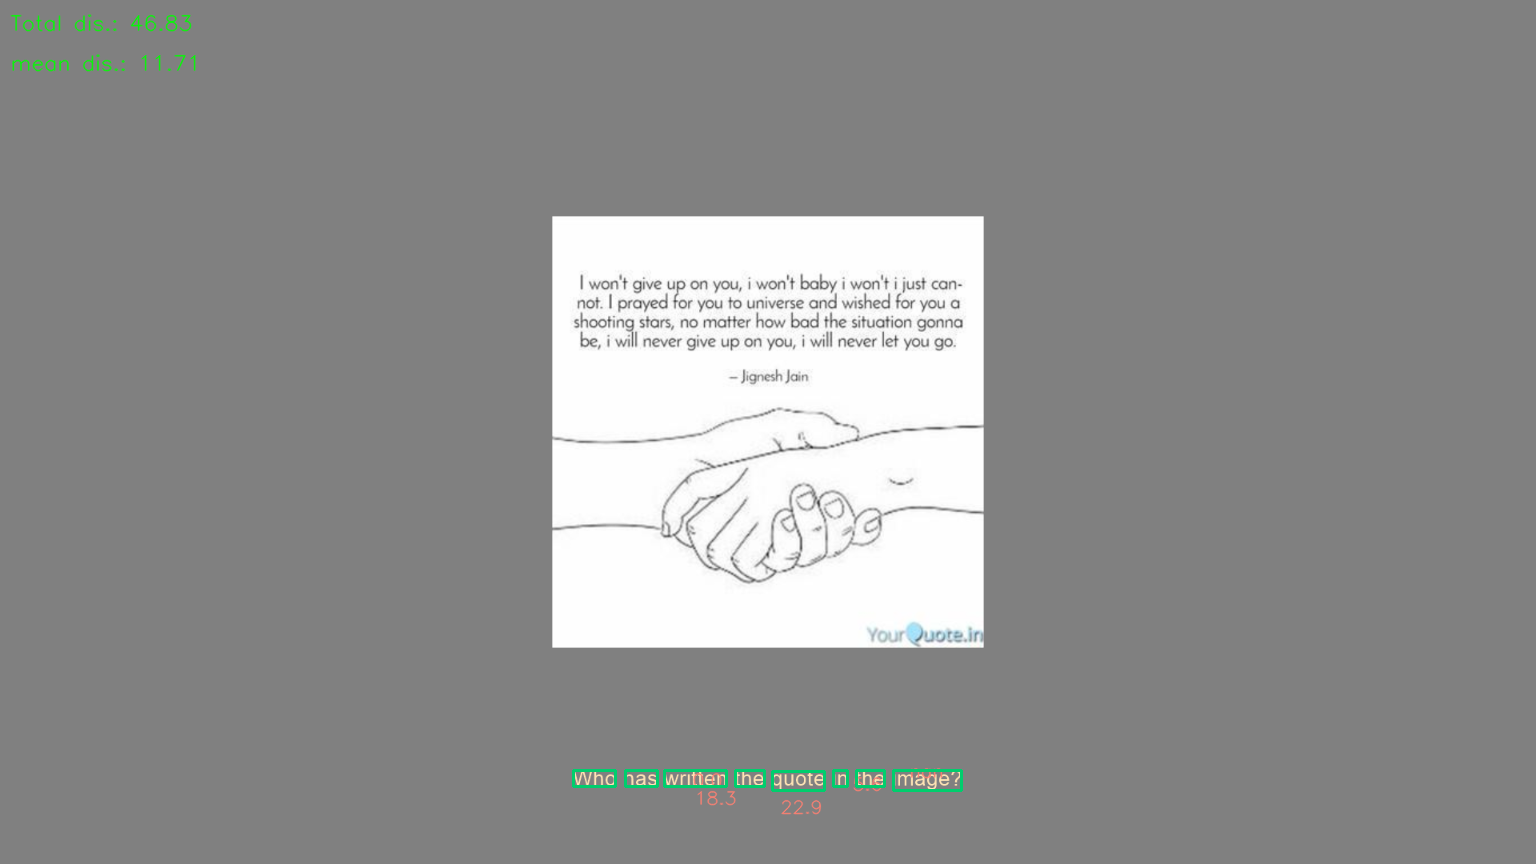 Total dis.: 46.83
mean dis.: 11.71
I won't give up on you, i won't baby i won't i just can-
not. I prayed for you to universe and wished for you a
shooting stars, no matter how bad the situation gonna
be, i will never give up on you, i will never let you go.
– Jignesh Jain
YourQuote.in
Who has written the quote in the image?
18.3
22.9